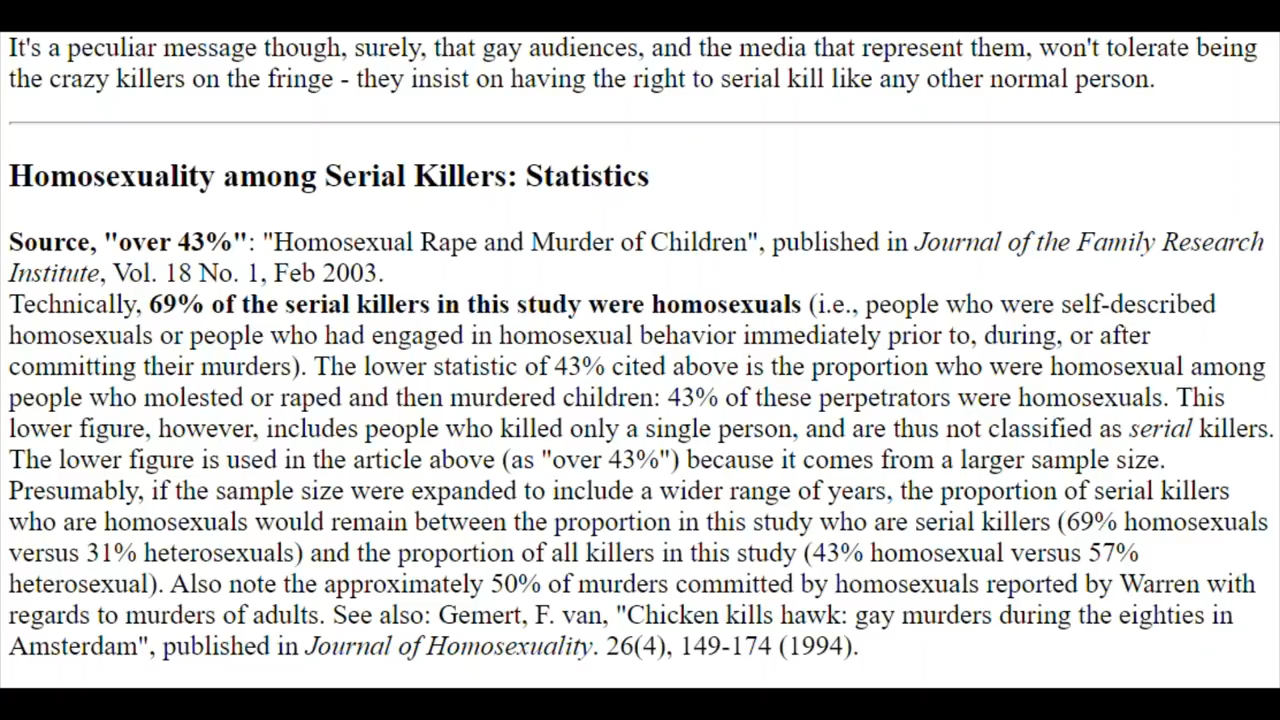 It's a peculiar message though, surely, that gay audiences, and the media that represent them, won't tolerate being
the crazy killers on the fringe - they insist on having the right to serial kill like any other normal person.
Homosexuality among Serial Killers: Statistics
Source, "over 43%": "Homosexual Rape and Murder of Children", published in Journal of the Family Research
Institute, Vol. 18 No. 1, Feb 2003.
Technically, 69% of the serial killers in this study were homosexuals (i.e., people who were self-described
homosexuals or people who had engaged in homosexual behavior immediately prior to, during, or after
committing their murders). The lower statistic of 43% cited above is the proportion who were homosexual among
people who molested or raped and then murdered children: 43% of these perpetrators were homosexuals. This
lower figure, however, includes people who killed only a single person, and are thus not classified as serial killers.
The lower figure is used in the article above (as "over 43%") because it comes from a larger sample size.
Presumably, if the sample size were expanded to include a wider range of years, the proportion of serial killers
who are homosexuals would remain between the proportion in this study who are serial killers (69% homosexuals
versus 31% heterosexuals) and the proportion of all killers in this study (43% homosexual versus 57%
heterosexual). Also note the approximately 50% of murders committed by homosexuals reported by Warren with
regards to murders of adults. See also: Gemert, F. van, "Chicken kills hawk: gay murders during the eighties in
Amsterdam", published in Journal of Homosexuality. 26(4), 149-174 (1994).